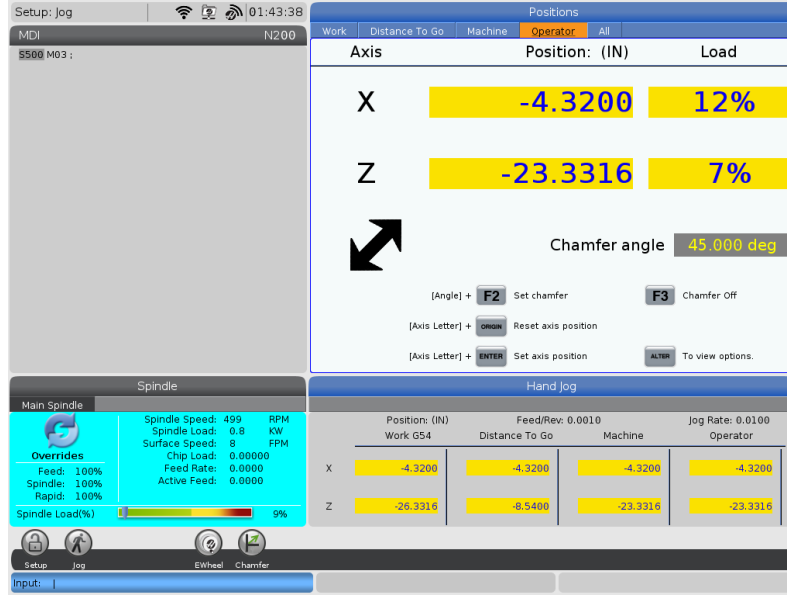 Setup: Jog 01:43:38
MDI N200
S500 M03 ;
Positions
Work Distance To Go Machine Operator All
Axis Position: (IN) Load
X -4.3200 12%
Z -23.3316 7%
Chamfer angle 45.000 deg
[Angle] + F2 Set chamfer F3 Chamfer Off
[Axis Letter] + ORIGIN Reset axis position
[Axis Letter] + ENTER Set axis position ALTER To view options.
Spindle
Main Spindle
Overrides
Feed: 100%
Spindle: 100%
Rapid: 100%
Spindle Speed: 499 RPM
Spindle Load: 0.8 KW
Surface Speed: 8 FPM
Chip Load: 0.00000
Feed Rate: 0.0000
Active Feed: 0.0000
Spindle Load(%) 9%
Hand Jog
Position: (IN) Feed/Rev: 0.0010 Jog Rate: 0.0100
Work G54 Distance To Go Machine Operator
X -4.3200 -4.3200 -4.3200 -4.3200
Z -26.3316 -8.5400 -23.3316 -23.3316
Setup Jog EWheel Chamfer
Input: